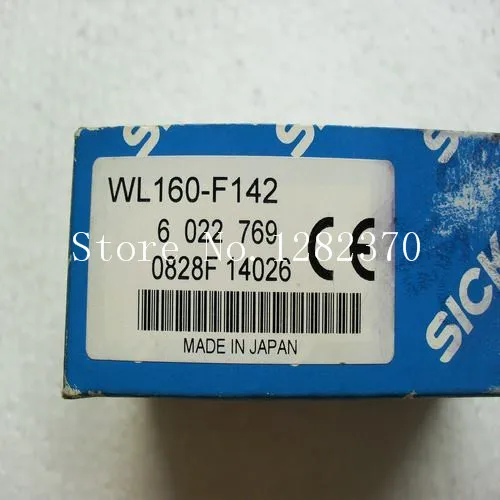 WL160-F142
6 022 769
Store No. 1282370
0828F 14026
CE
MADE IN JAPAN
SICK